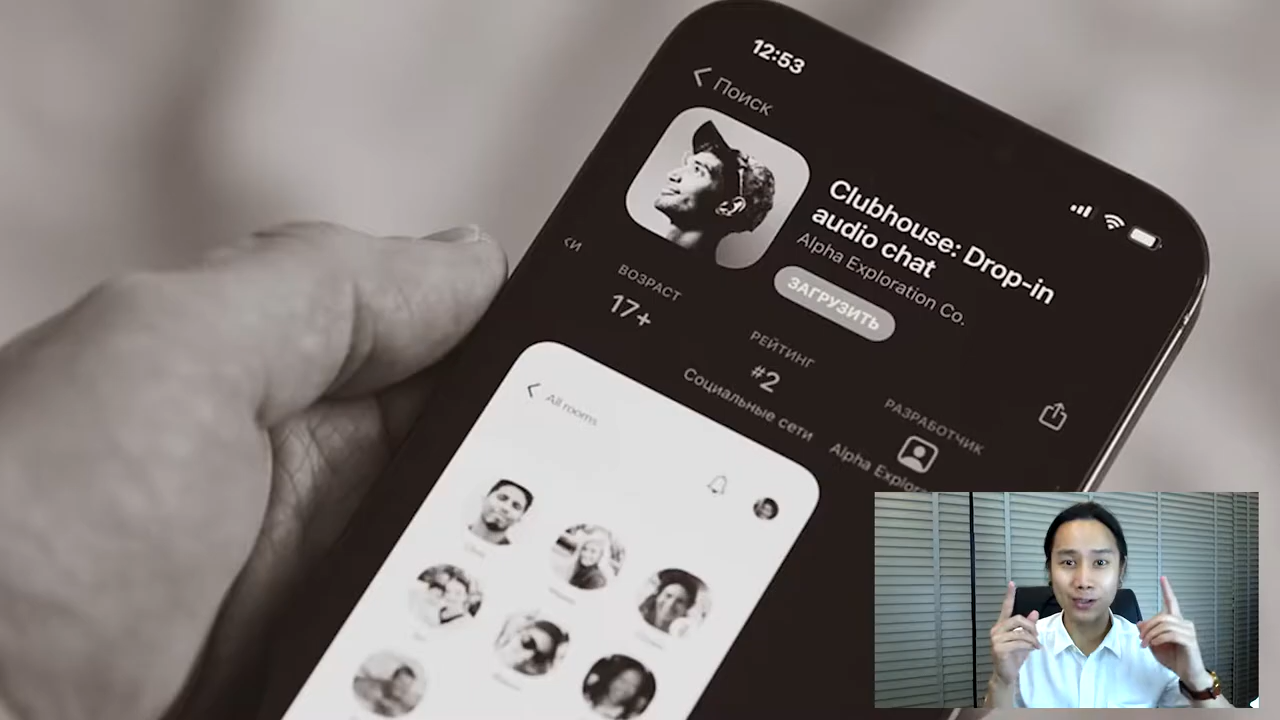 12:53
Поиск
Clubhouse: Drop-in
audio chat
Alpha Exploration Co.
ЗАГРУЗИТЬ
КИ
ВОЗРАСТ
17+
РЕЙТИНГ
#2
Социальные сети
РАЗРАБОТЧИК
Alpha Explora
All rooms